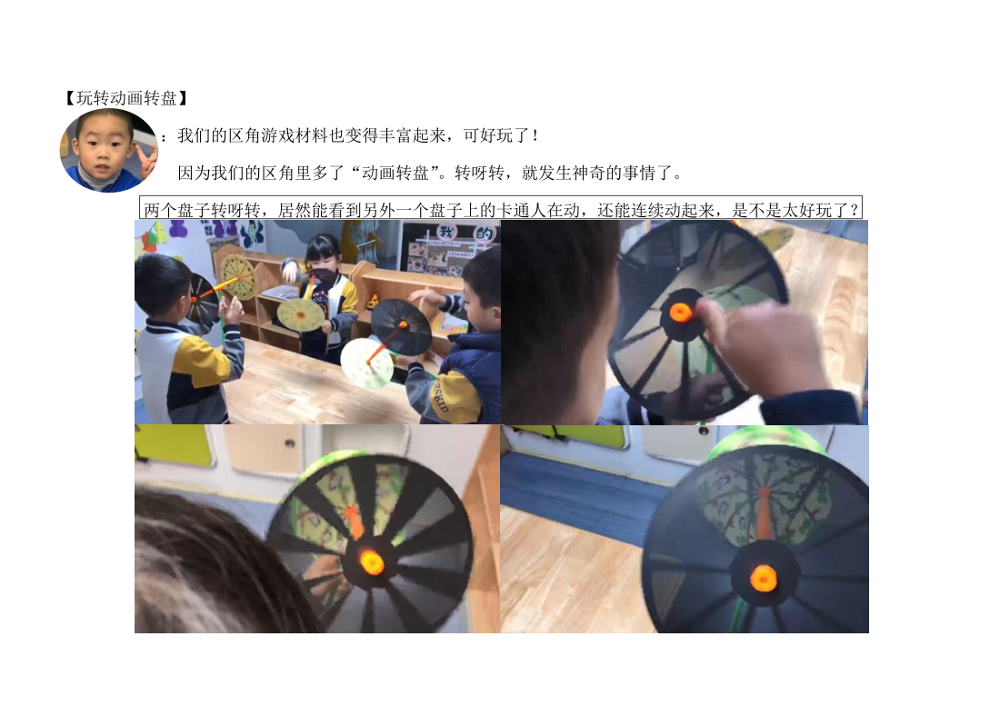 【玩转动画转盘】
：我们的区角游戏材料也变得丰富起来，可好玩了！
因为我们的区角里多了“动画转盘”。转呀转，就发生神奇的事情了。
两个盘子转呀转，居然能看到另外一个盘子上的卡通人在动，还能连续动起来，是不是太好玩了？
我 的